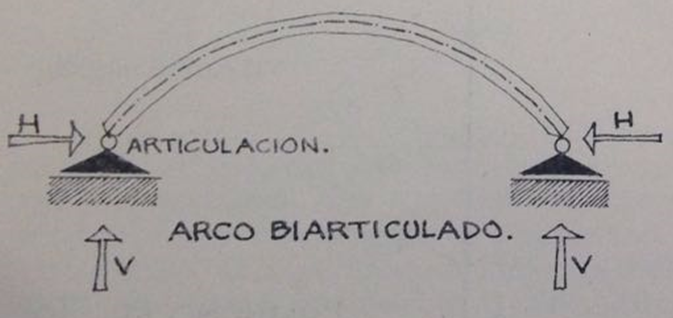 H
H
ARTICULACION.
ARCO BIARTICULADO.
V
V